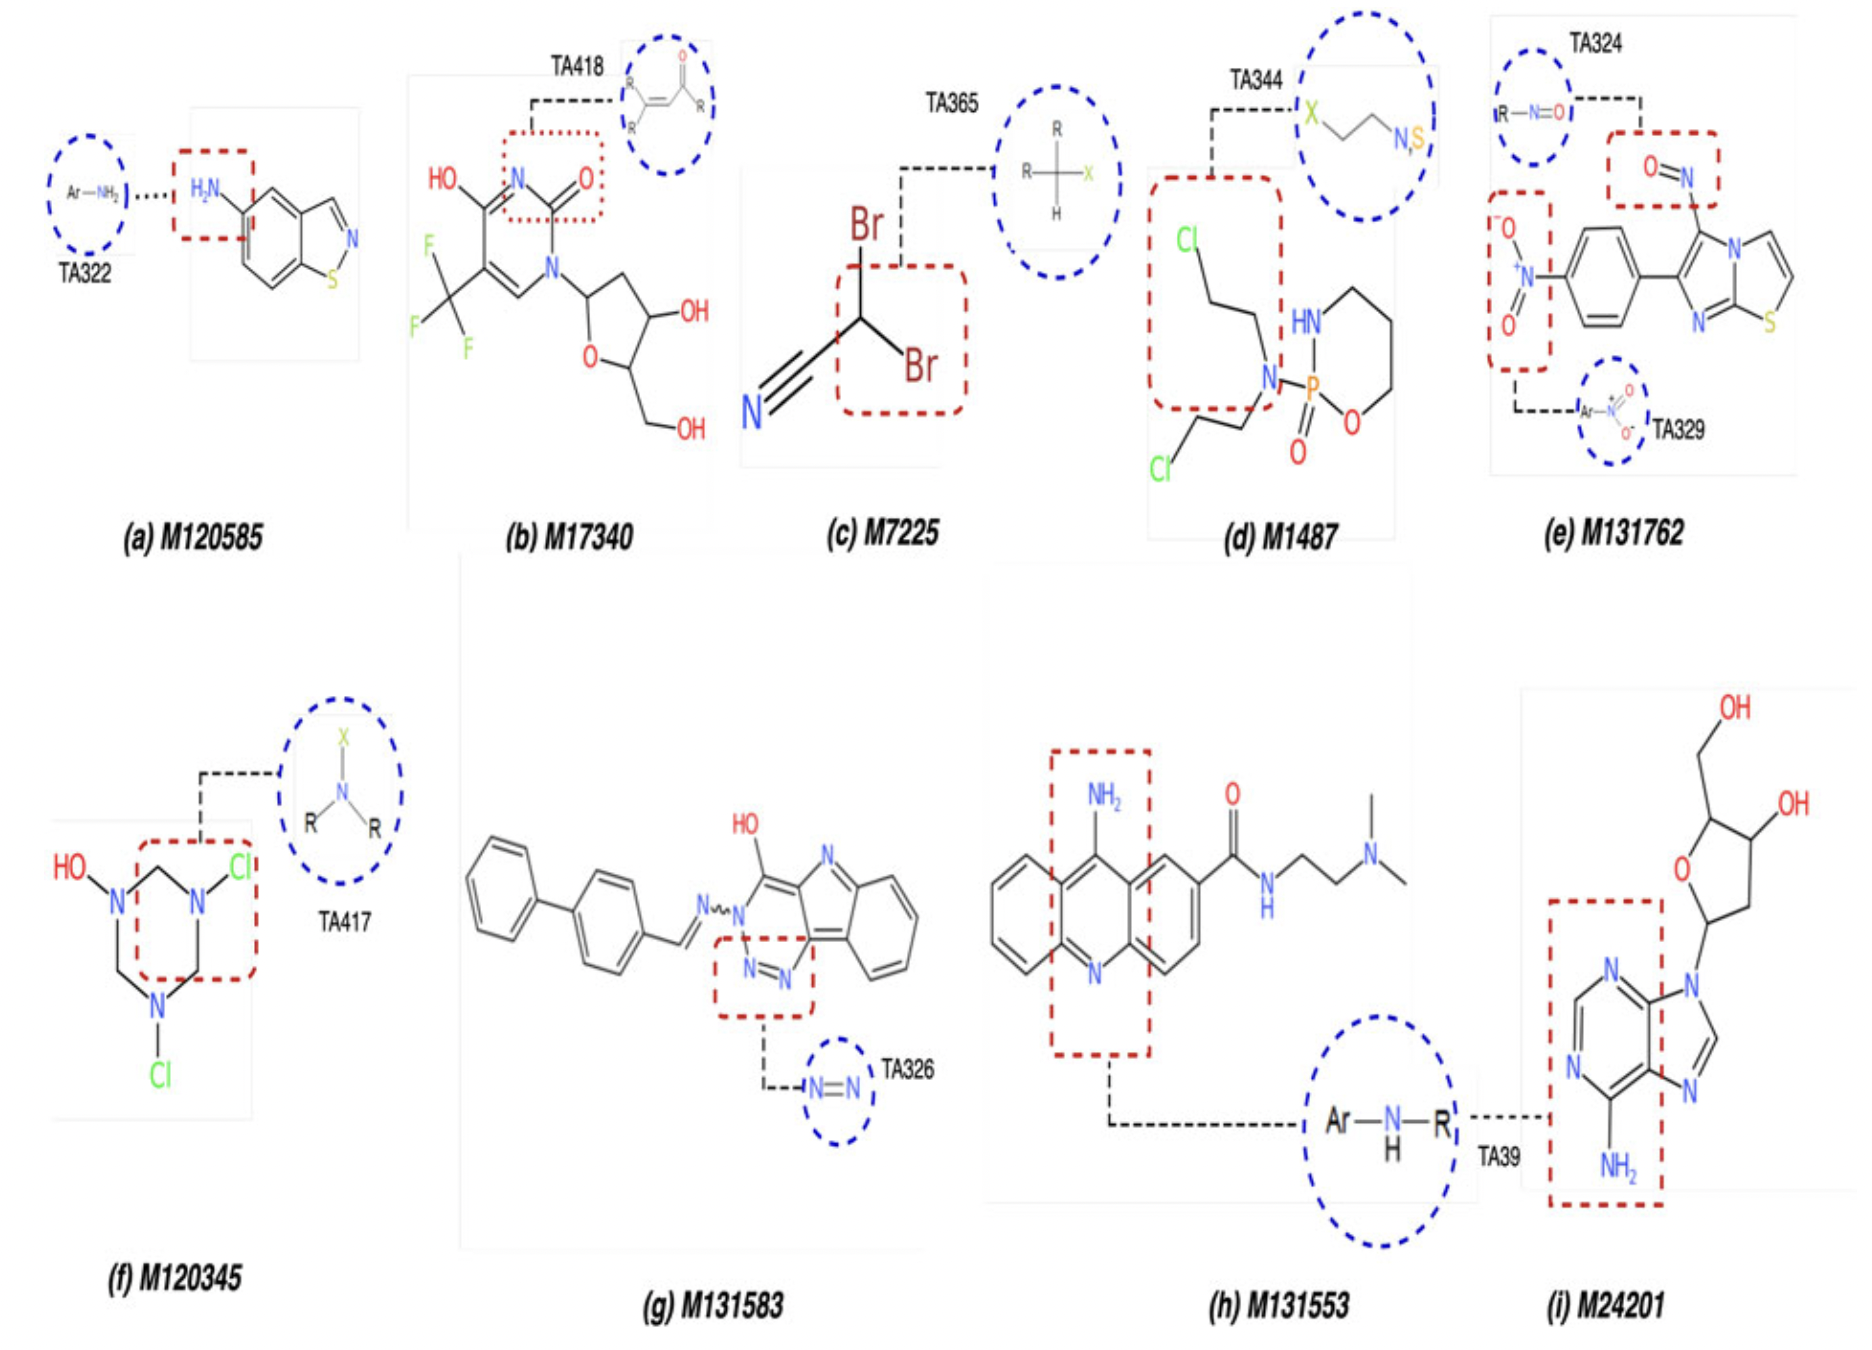 TA322
Ar—NH2
H2N
N
S
(a) M120585
TA418
O
R
R
R
HO
N
O
F
F
F
N
O
OH
OH
(b) M17340
TA365
R
R
X
H
Br
Br
N
(c) M7225
TA344
X
N,S
Cl
HN
N
P
O
O
Cl
(d) M1487
TA324
R—N=O
O
N
O-
N+
O
N
N
S
Ar
N+
O
O-
TA329
(e) M131762
TA417
X
N
R
R
HO
N
N
Cl
N
Cl
(f) M120345
HO
N
N
N
N
N
N=N
TA326
(g) M131583
NH2
O
N
N
H
N
Ar—N—R
H
TA39
(h) M131553
OH
OH
O
N
N
N
N
NH2
(i) M24201